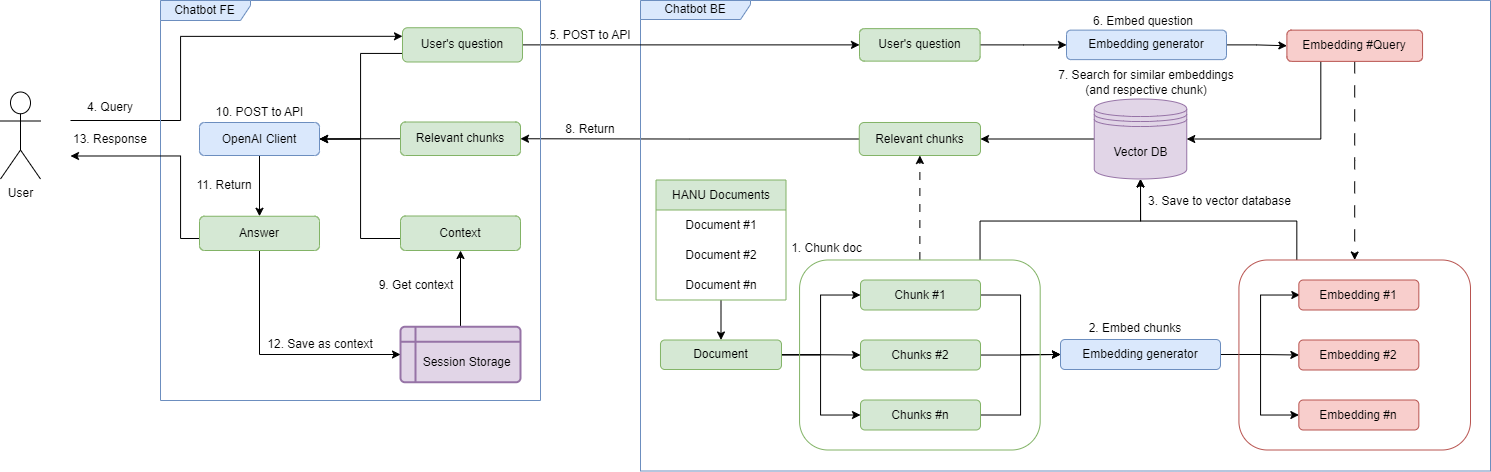 Chatbot FE
Chatbot BE
User's question
5. POST to API
User's question
6. Embed question
Embedding generator
Embedding #Query
4. Query
13. Response
User
10. POST to API
OpenAI Client
Relevant chunks
8. Return
Relevant chunks
7. Search for similar embeddings
(and respective chunk)
Vector DB
11. Return
Answer
Context
9. Get context
12. Save as context
Session Storage
HANU Documents
Document #1
Document #2
Document #n
Document
1. Chunk doc
3. Save to vector database
Chunk #1
Chunks #2
Chunks #n
2. Embed chunks
Embedding generator
Embedding #1
Embedding #2
Embedding #n